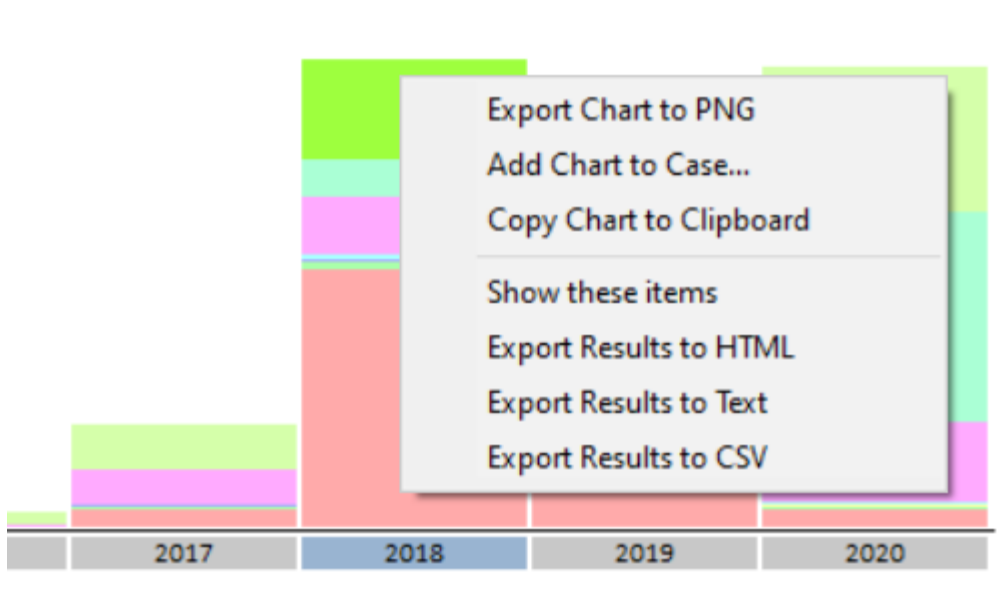 Export Chart to PNG
Add Chart to Case...
Copy Chart to Clipboard
Show these items
Export Results to HTML
Export Results to Text
Export Results to CSV
2017 2018 2019 2020